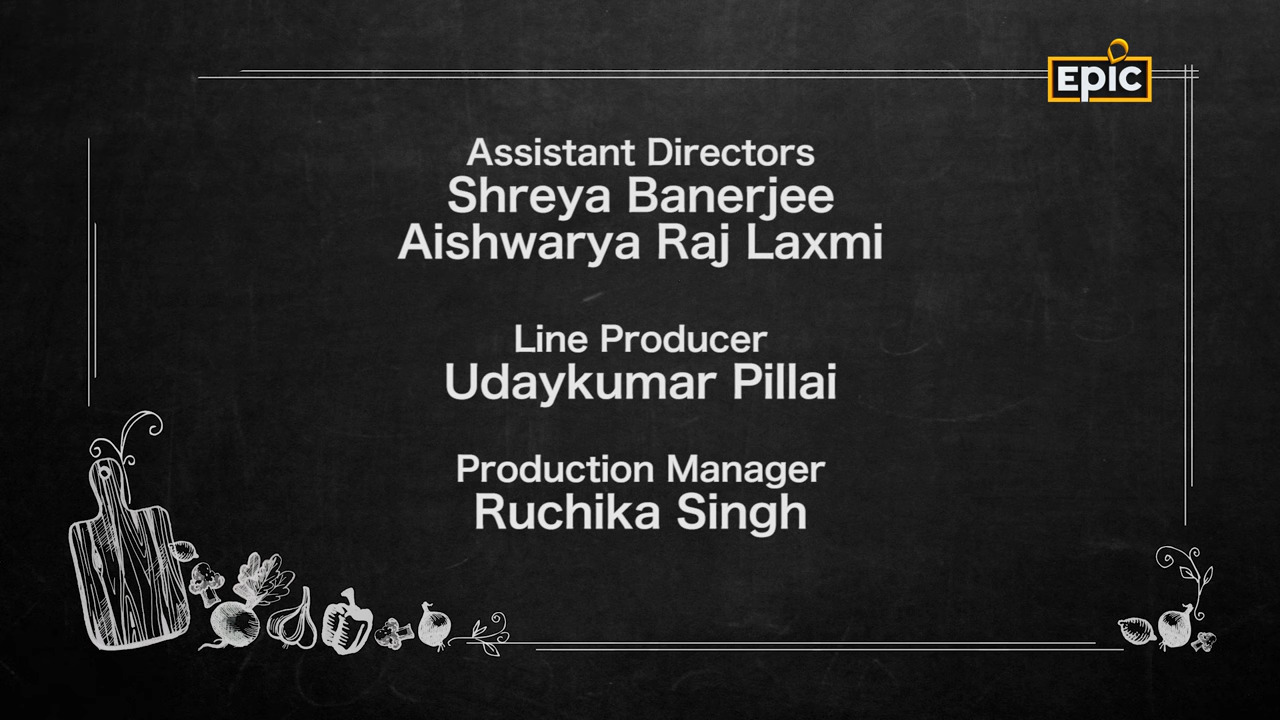 EPIC
Assistant Directors
Shreya Banerjee
Aishwarya Raj Laxmi
Line Producer
Udaykumar Pillai
Production Manager
Ruchika Singh